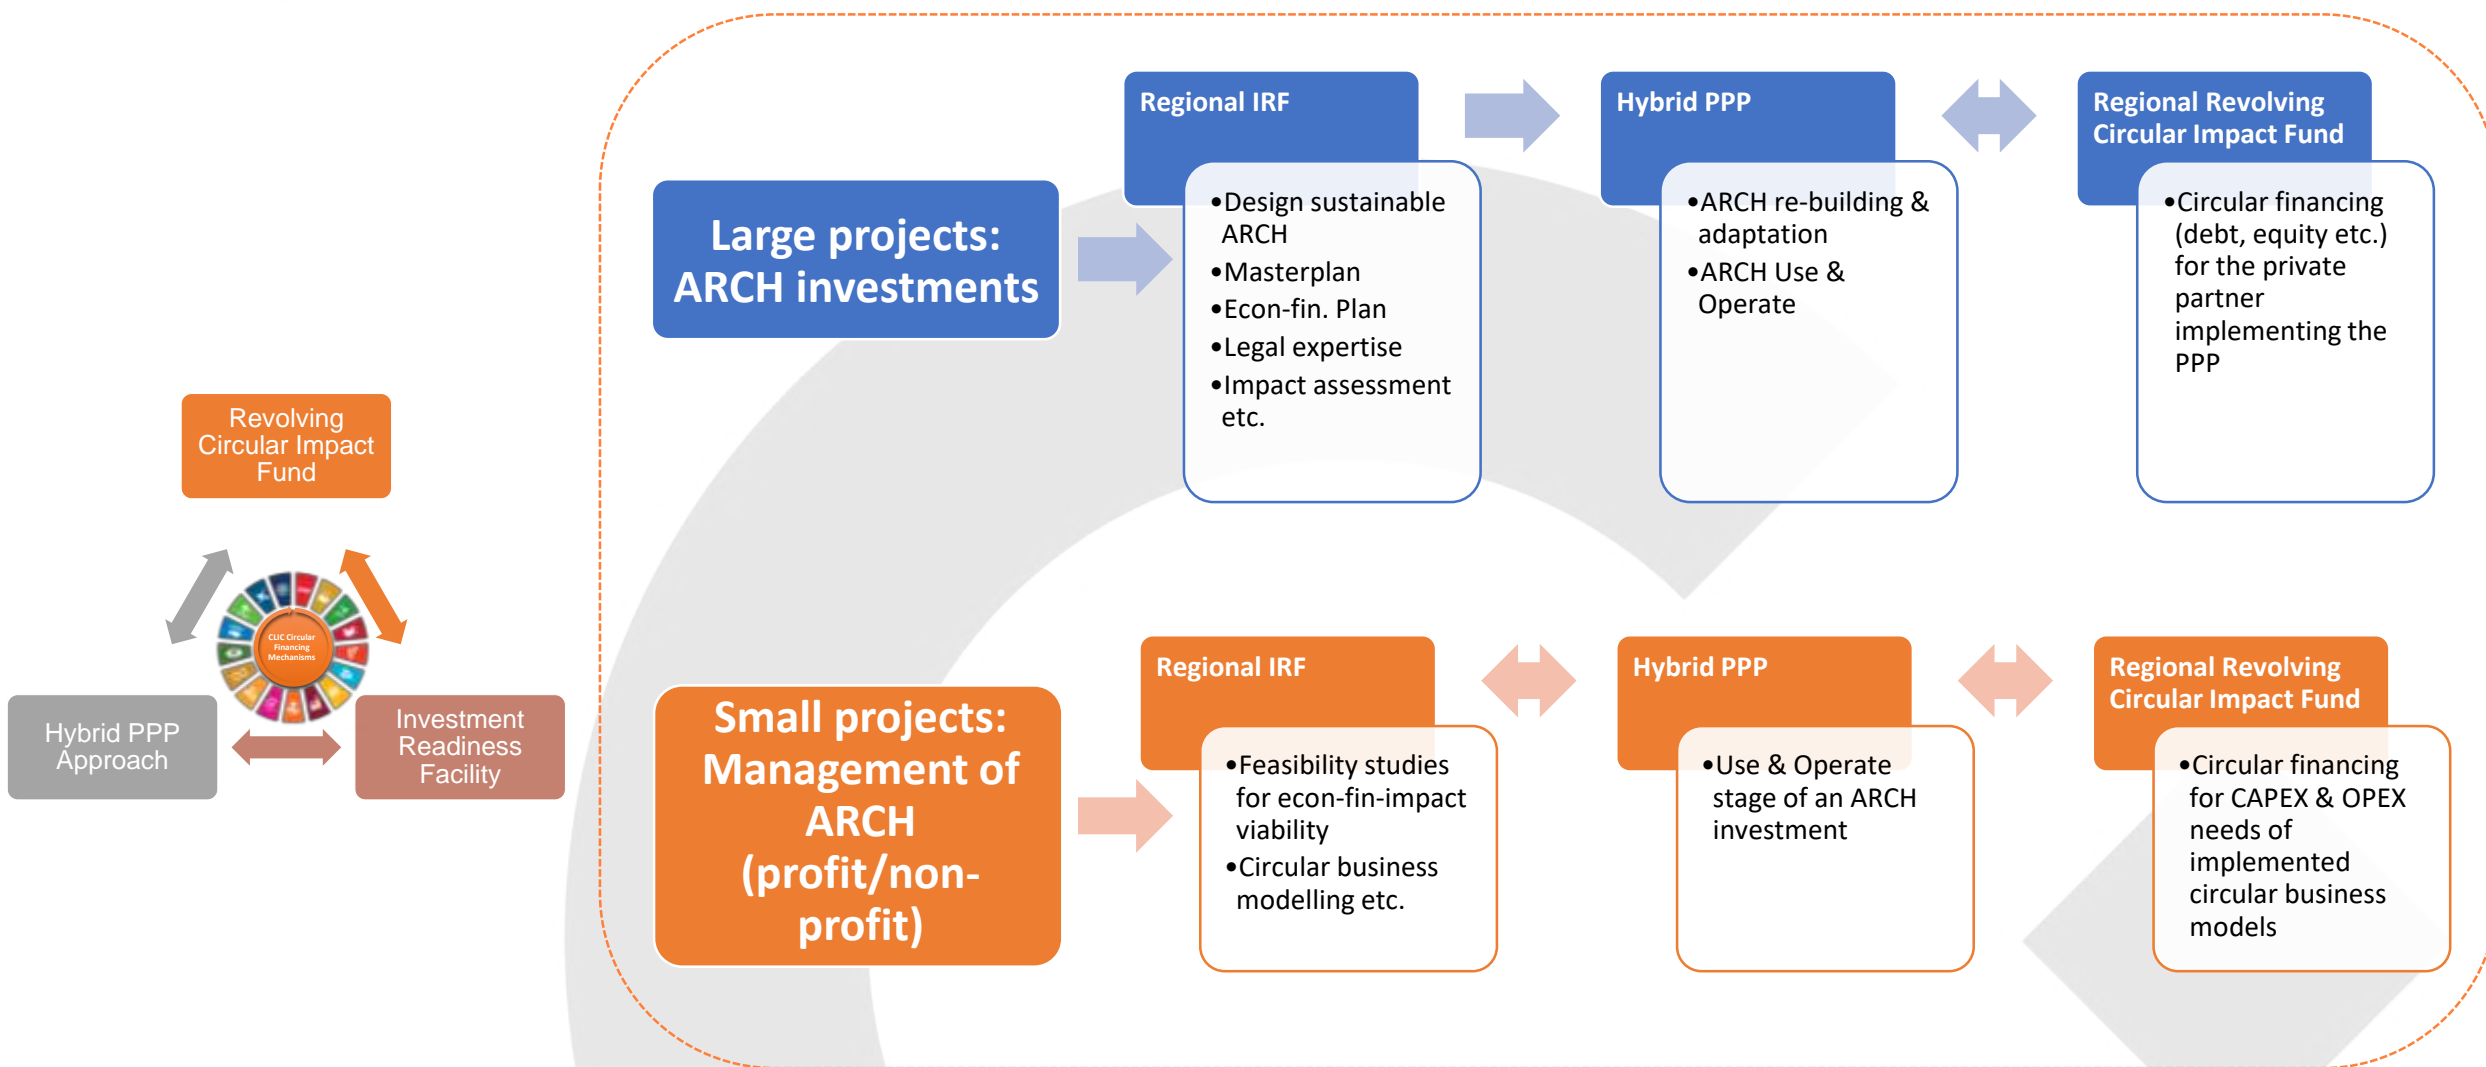 Revolving
Circular Impact
Fund
CLIC Circular
Financing
Mechanisms
Hybrid PPP
Approach
Investment
Readiness
Facility
Large projects:
ARCH investments
Regional IRF
•Design sustainable
ARCH
•Masterplan
•Econ-fin. Plan
•Legal expertise
•Impact assessment
etc.
Hybrid PPP
•ARCH re-building &
adaptation
•ARCH Use &
Operate
Regional Revolving
Circular Impact Fund
•Circular financing
(debt, equity etc.)
for the private
partner
implementing the
PPP
Small projects:
Management of
ARCH
(profit/non-
profit)
Regional IRF
•Feasibility studies
for econ-fin-impact
viability
•Circular business
modelling etc.
Hybrid PPP
•Use & Operate
stage of an ARCH
investment
Regional Revolving
Circular Impact Fund
•Circular financing
for CAPEX & OPEX
needs of
implemented
circular business
models